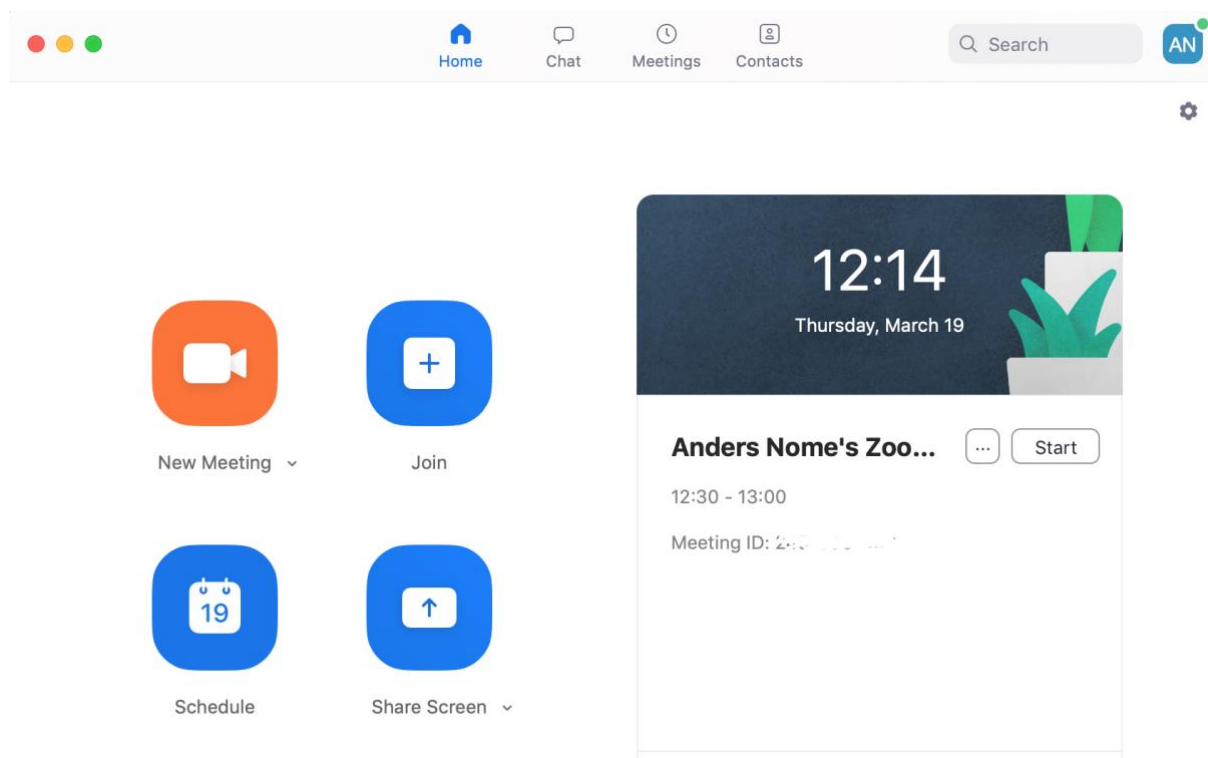 Home Chat Meetings Contacts Search AN
12:14
Thursday, March 19
Anders Nome's Zoo... ... Start
12:30 - 13:00
Meeting ID:
New Meeting Join
19
Schedule Share Screen